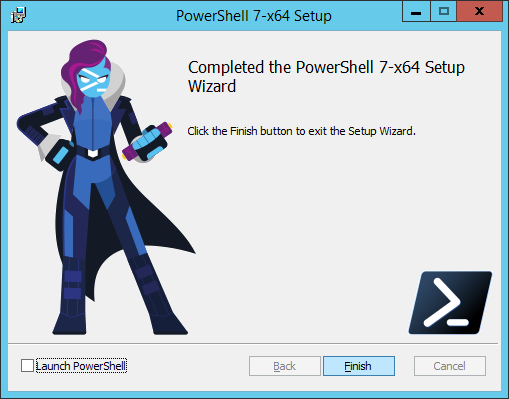 PowerShell 7-x64 Setup
Completed the PowerShell 7-x64 Setup
Wizard
Click the Finish button to exit the Setup Wizard.
Launch PowerShell
Back
Finish
Cancel